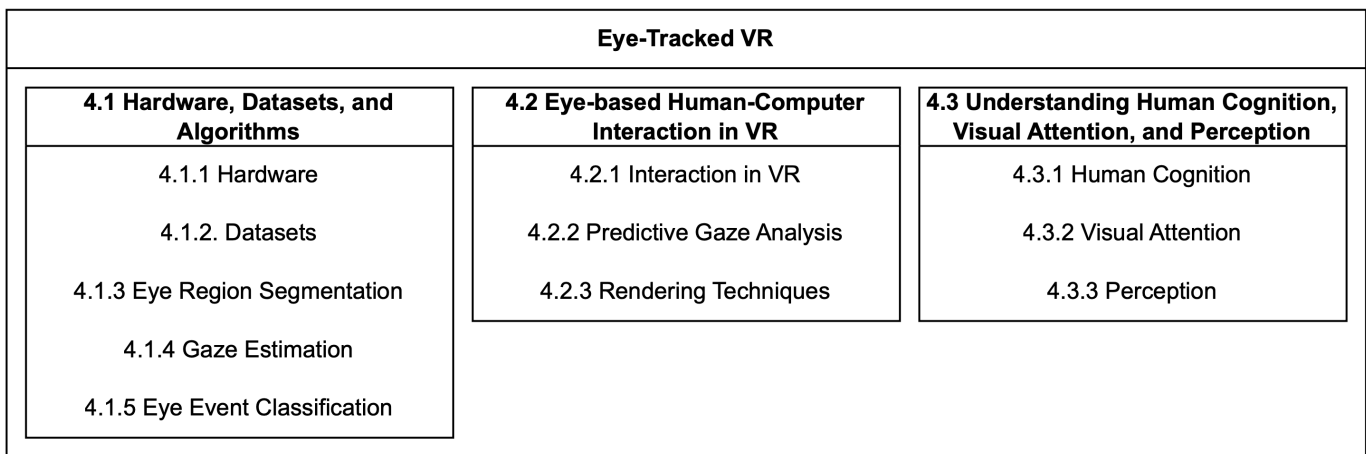 Eye-Tracked VR
4.1 Hardware, Datasets, and
Algorithms
4.1.1 Hardware
4.1.2. Datasets
4.1.3 Eye Region Segmentation
4.1.4 Gaze Estimation
4.1.5 Eye Event Classification
4.2 Eye-based Human-Computer
Interaction in VR
4.2.1 Interaction in VR
4.2.2 Predictive Gaze Analysis
4.2.3 Rendering Techniques
4.3 Understanding Human Cognition,
Visual Attention, and Perception
4.3.1 Human Cognition
4.3.2 Visual Attention
4.3.3 Perception